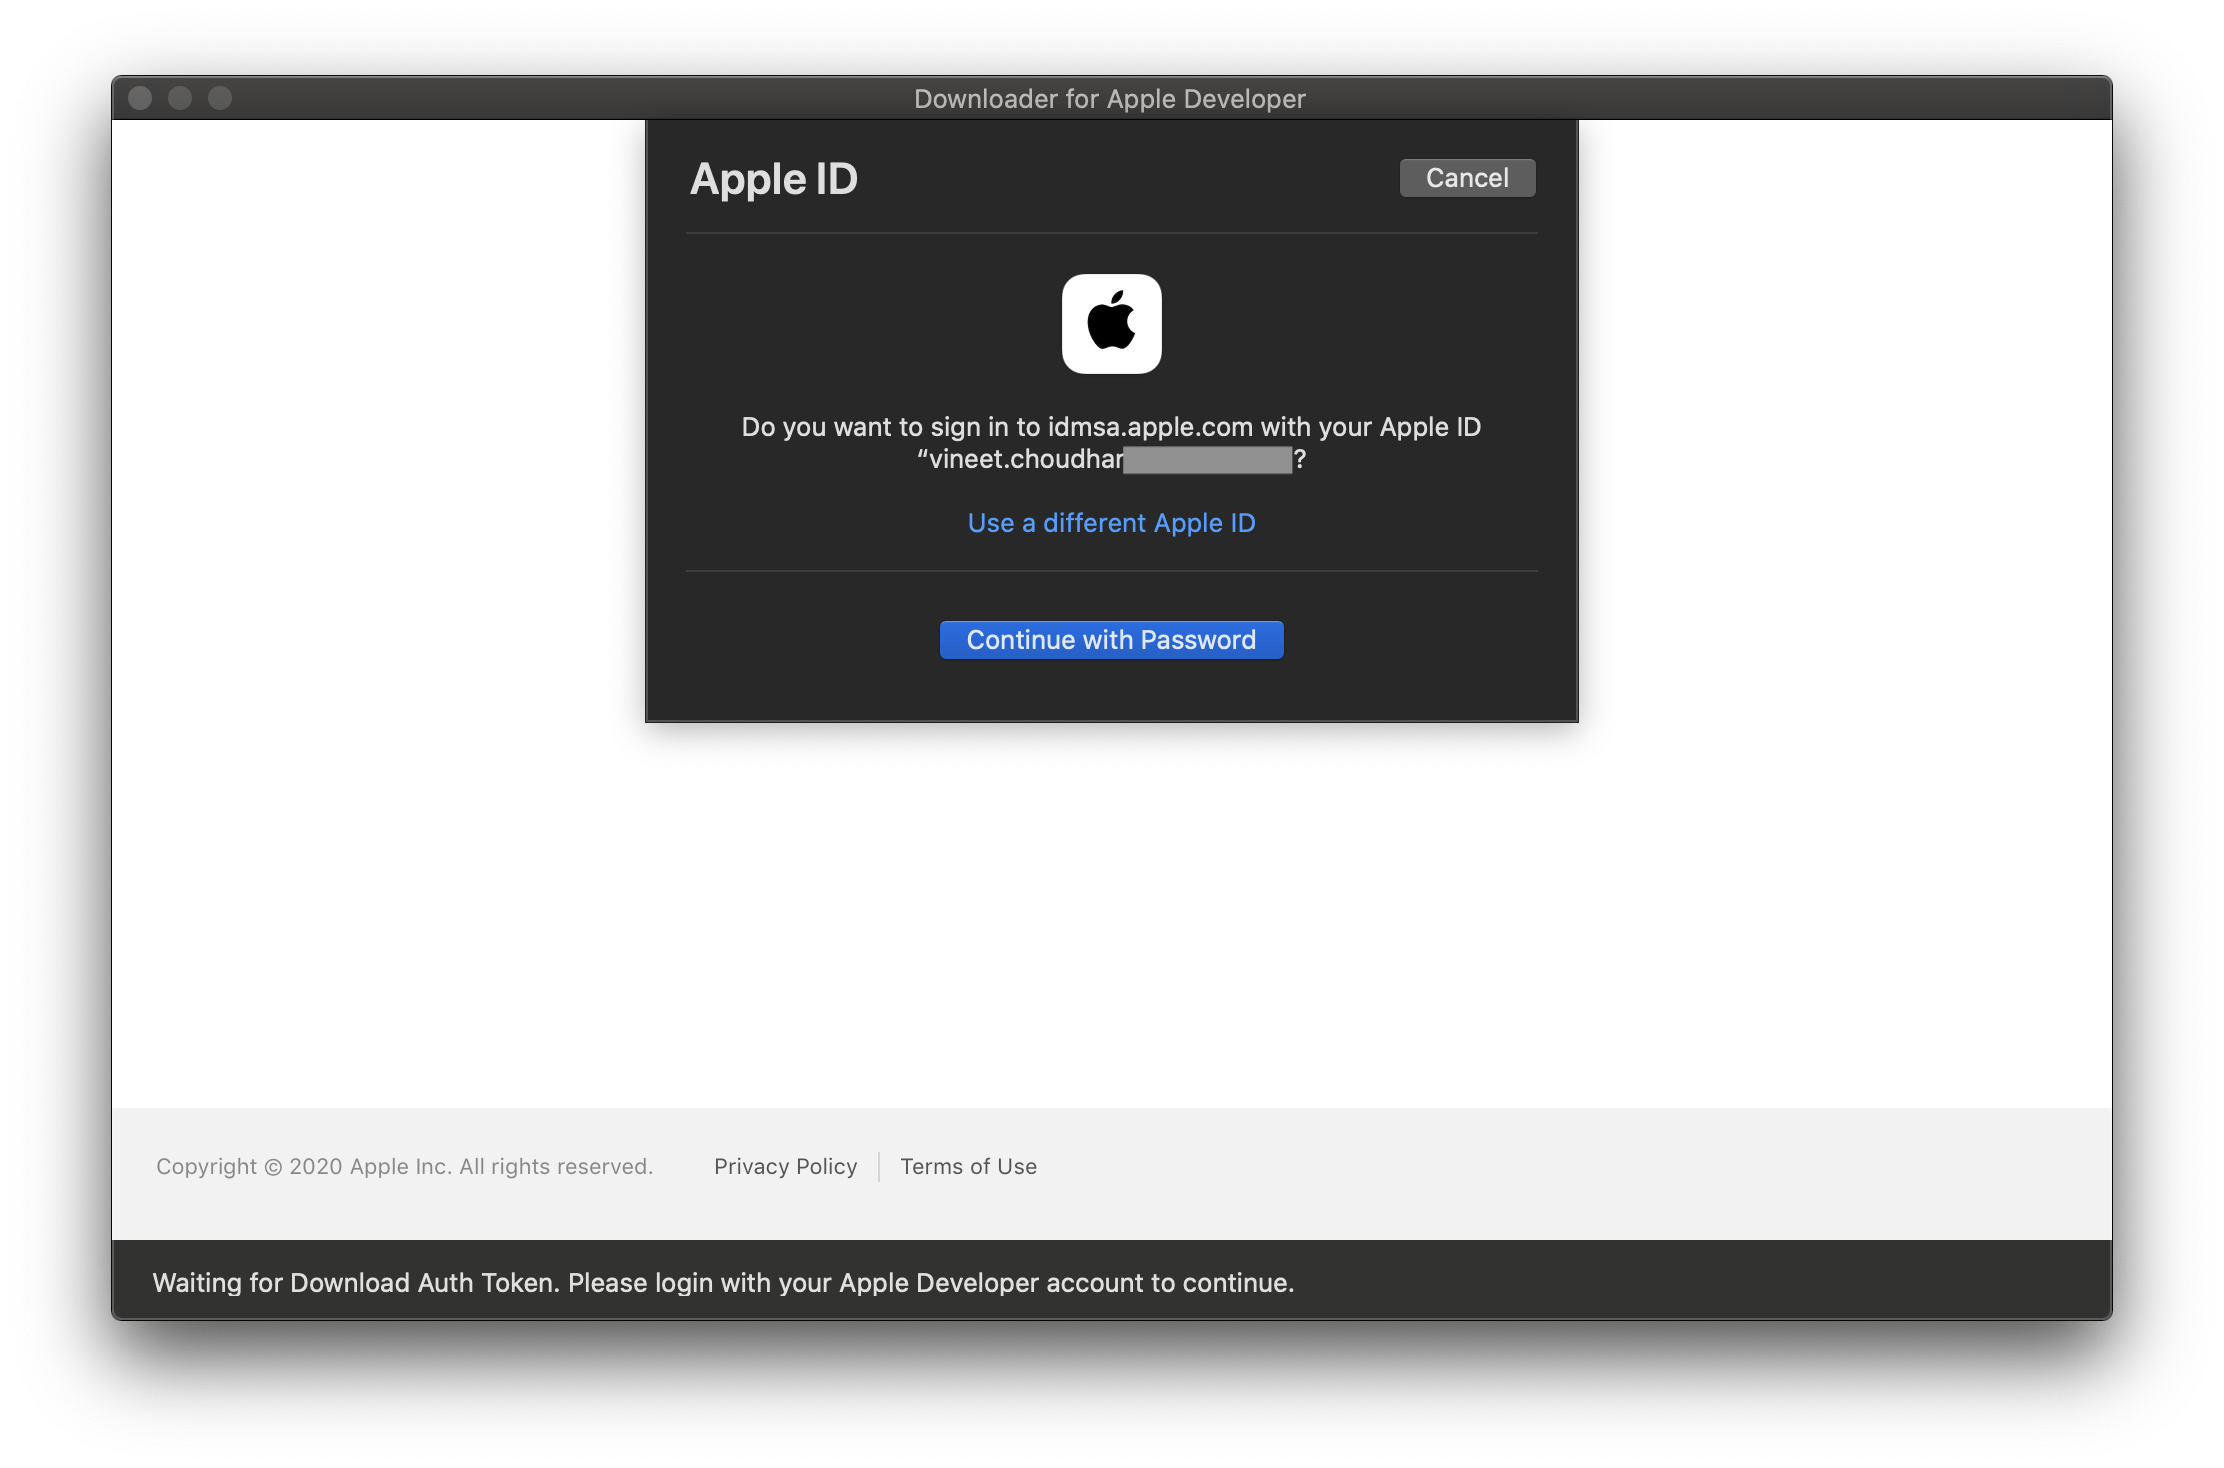 Downloader for Apple Developer
Apple ID
Cancel
Do you want to sign in to idmsa.apple.com with your Apple ID
“vineet.choudhar ?
Use a different Apple ID
Continue with Password
Copyright © 2020 Apple Inc. All rights reserved. Privacy Policy Terms of Use
Waiting for Download Auth Token. Please login with your Apple Developer account to continue.